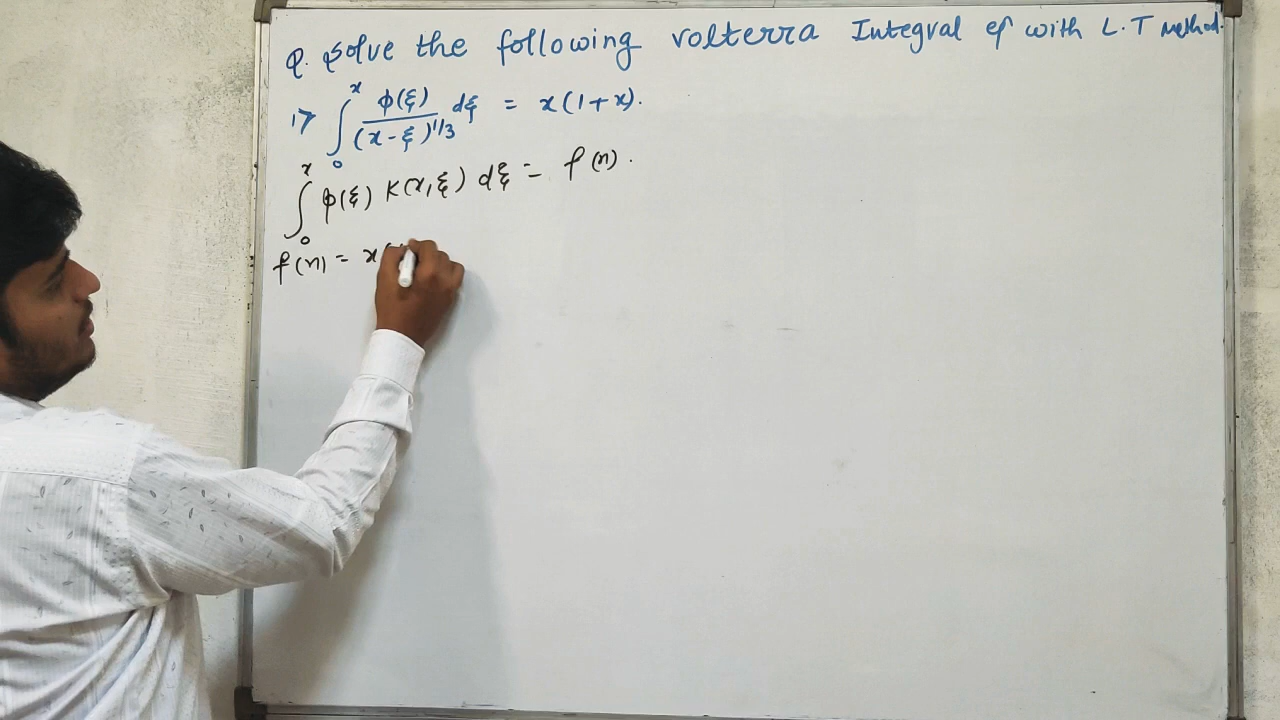 Q. Solve the following volterra Integral eq with L.T method.
1> ∫₀ˣ φ(ξ)/(x-ξ)^1/3 dξ = x(1+x).
∫₀ˣ φ(ξ) K(x,ξ) dξ = f(x).
f(x) = x(